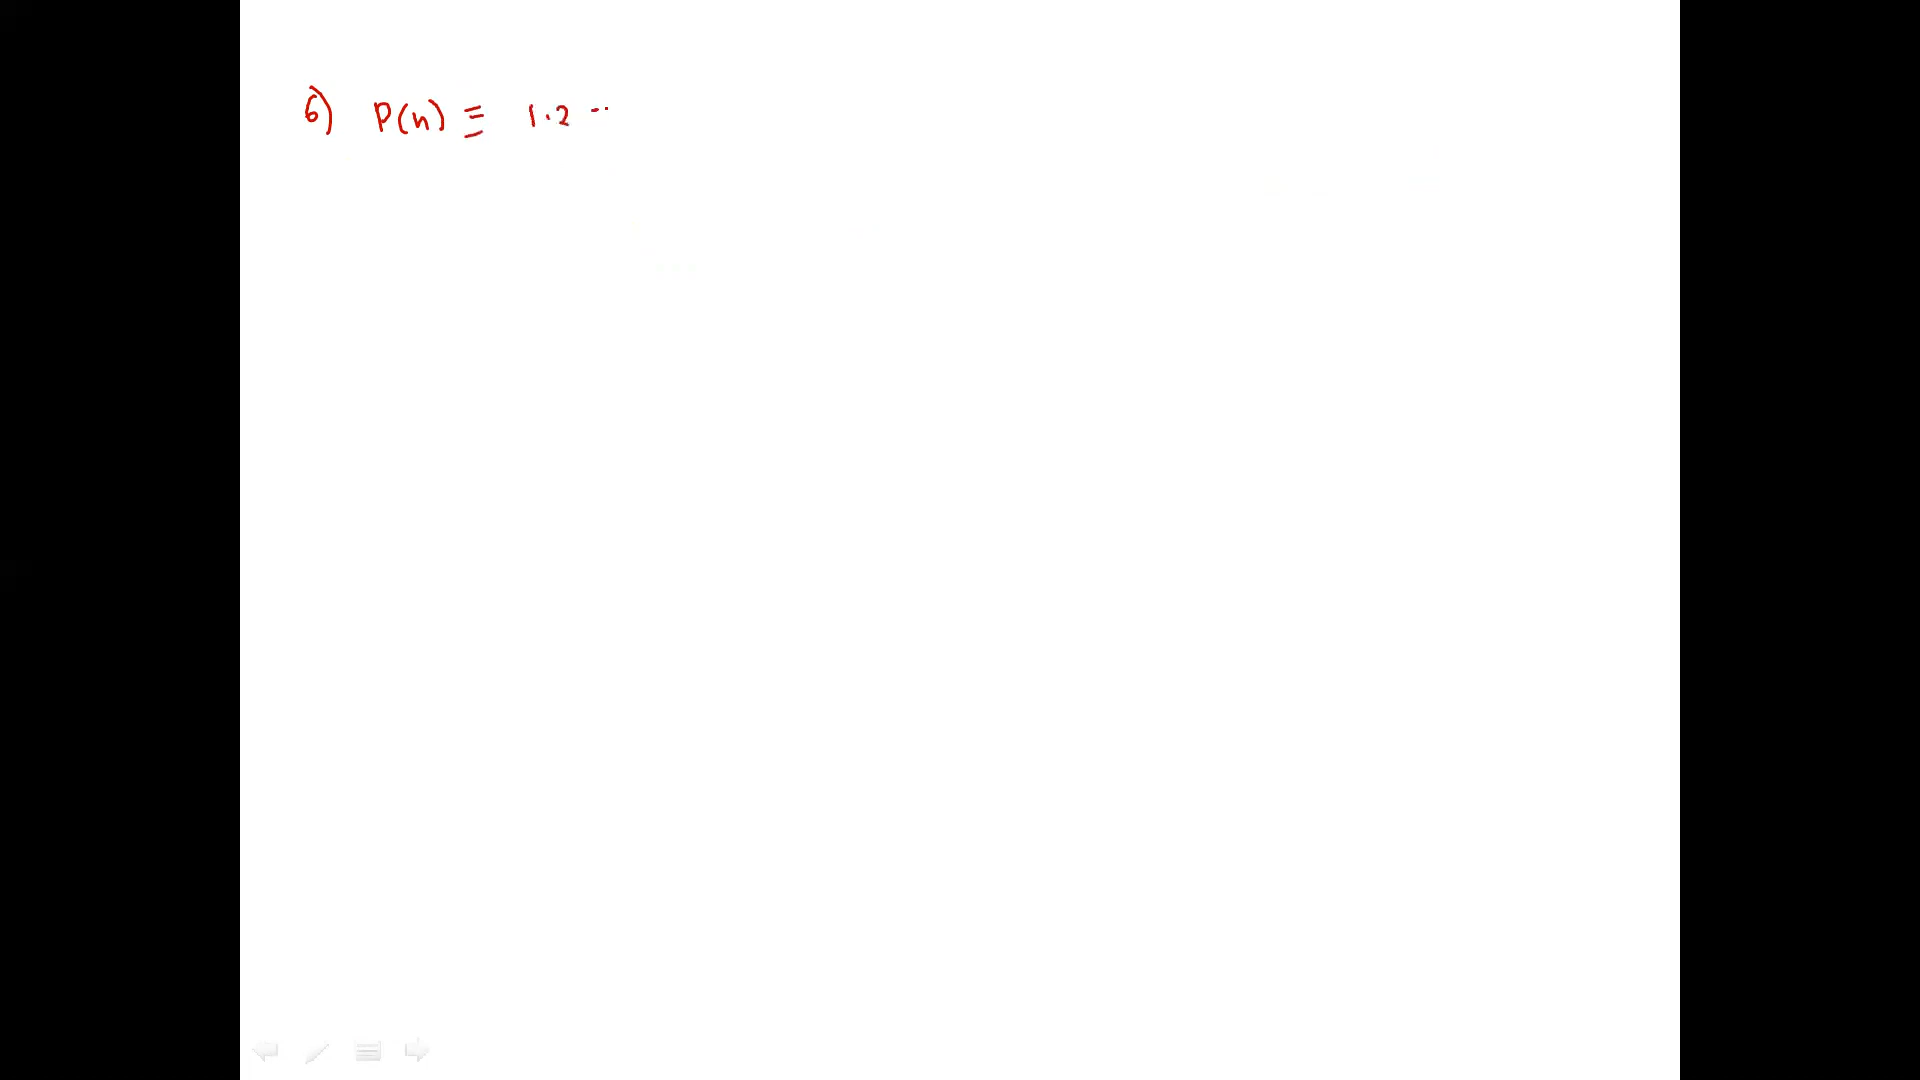 6) P(n) ≡ 1.2 --